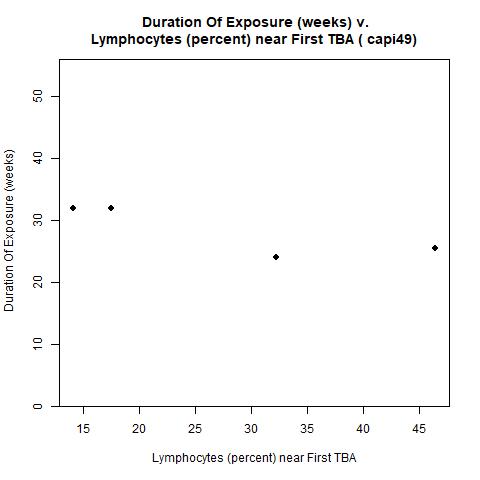 Duration Of Exposure (weeks) v.
Lymphocytes (percent) near First TBA ( capi49)
Duration Of Exposure (weeks)
50
40
30
20
10
0
15 20 25 30 35 40 45
Lymphocytes (percent) near First TBA